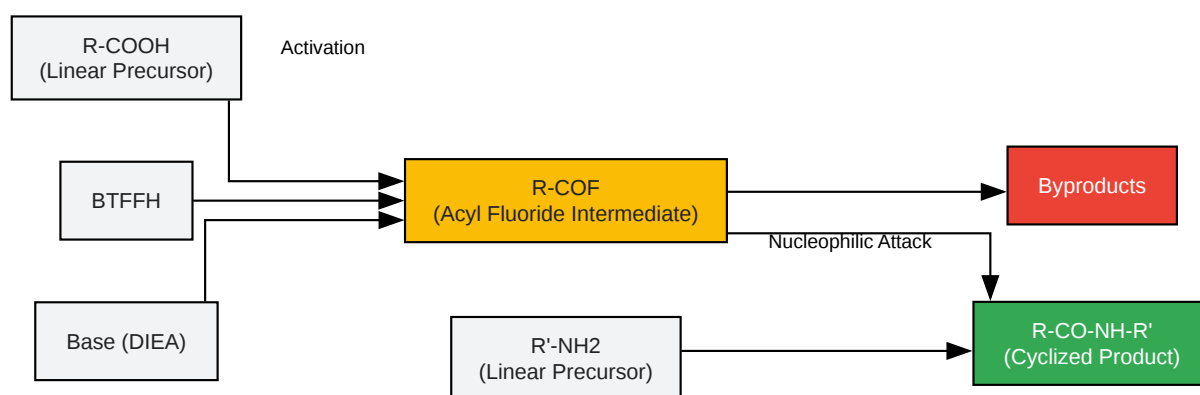 R-COOH
(Linear Precursor)
Activation
BTFFH
R-COF
(Acyl Fluoride Intermediate)
Byproducts
Nucleophilic Attack
Base (DIEA)
R'-NH2
(Linear Precursor)
R-CO-NH-R'
(Cyclized Product)